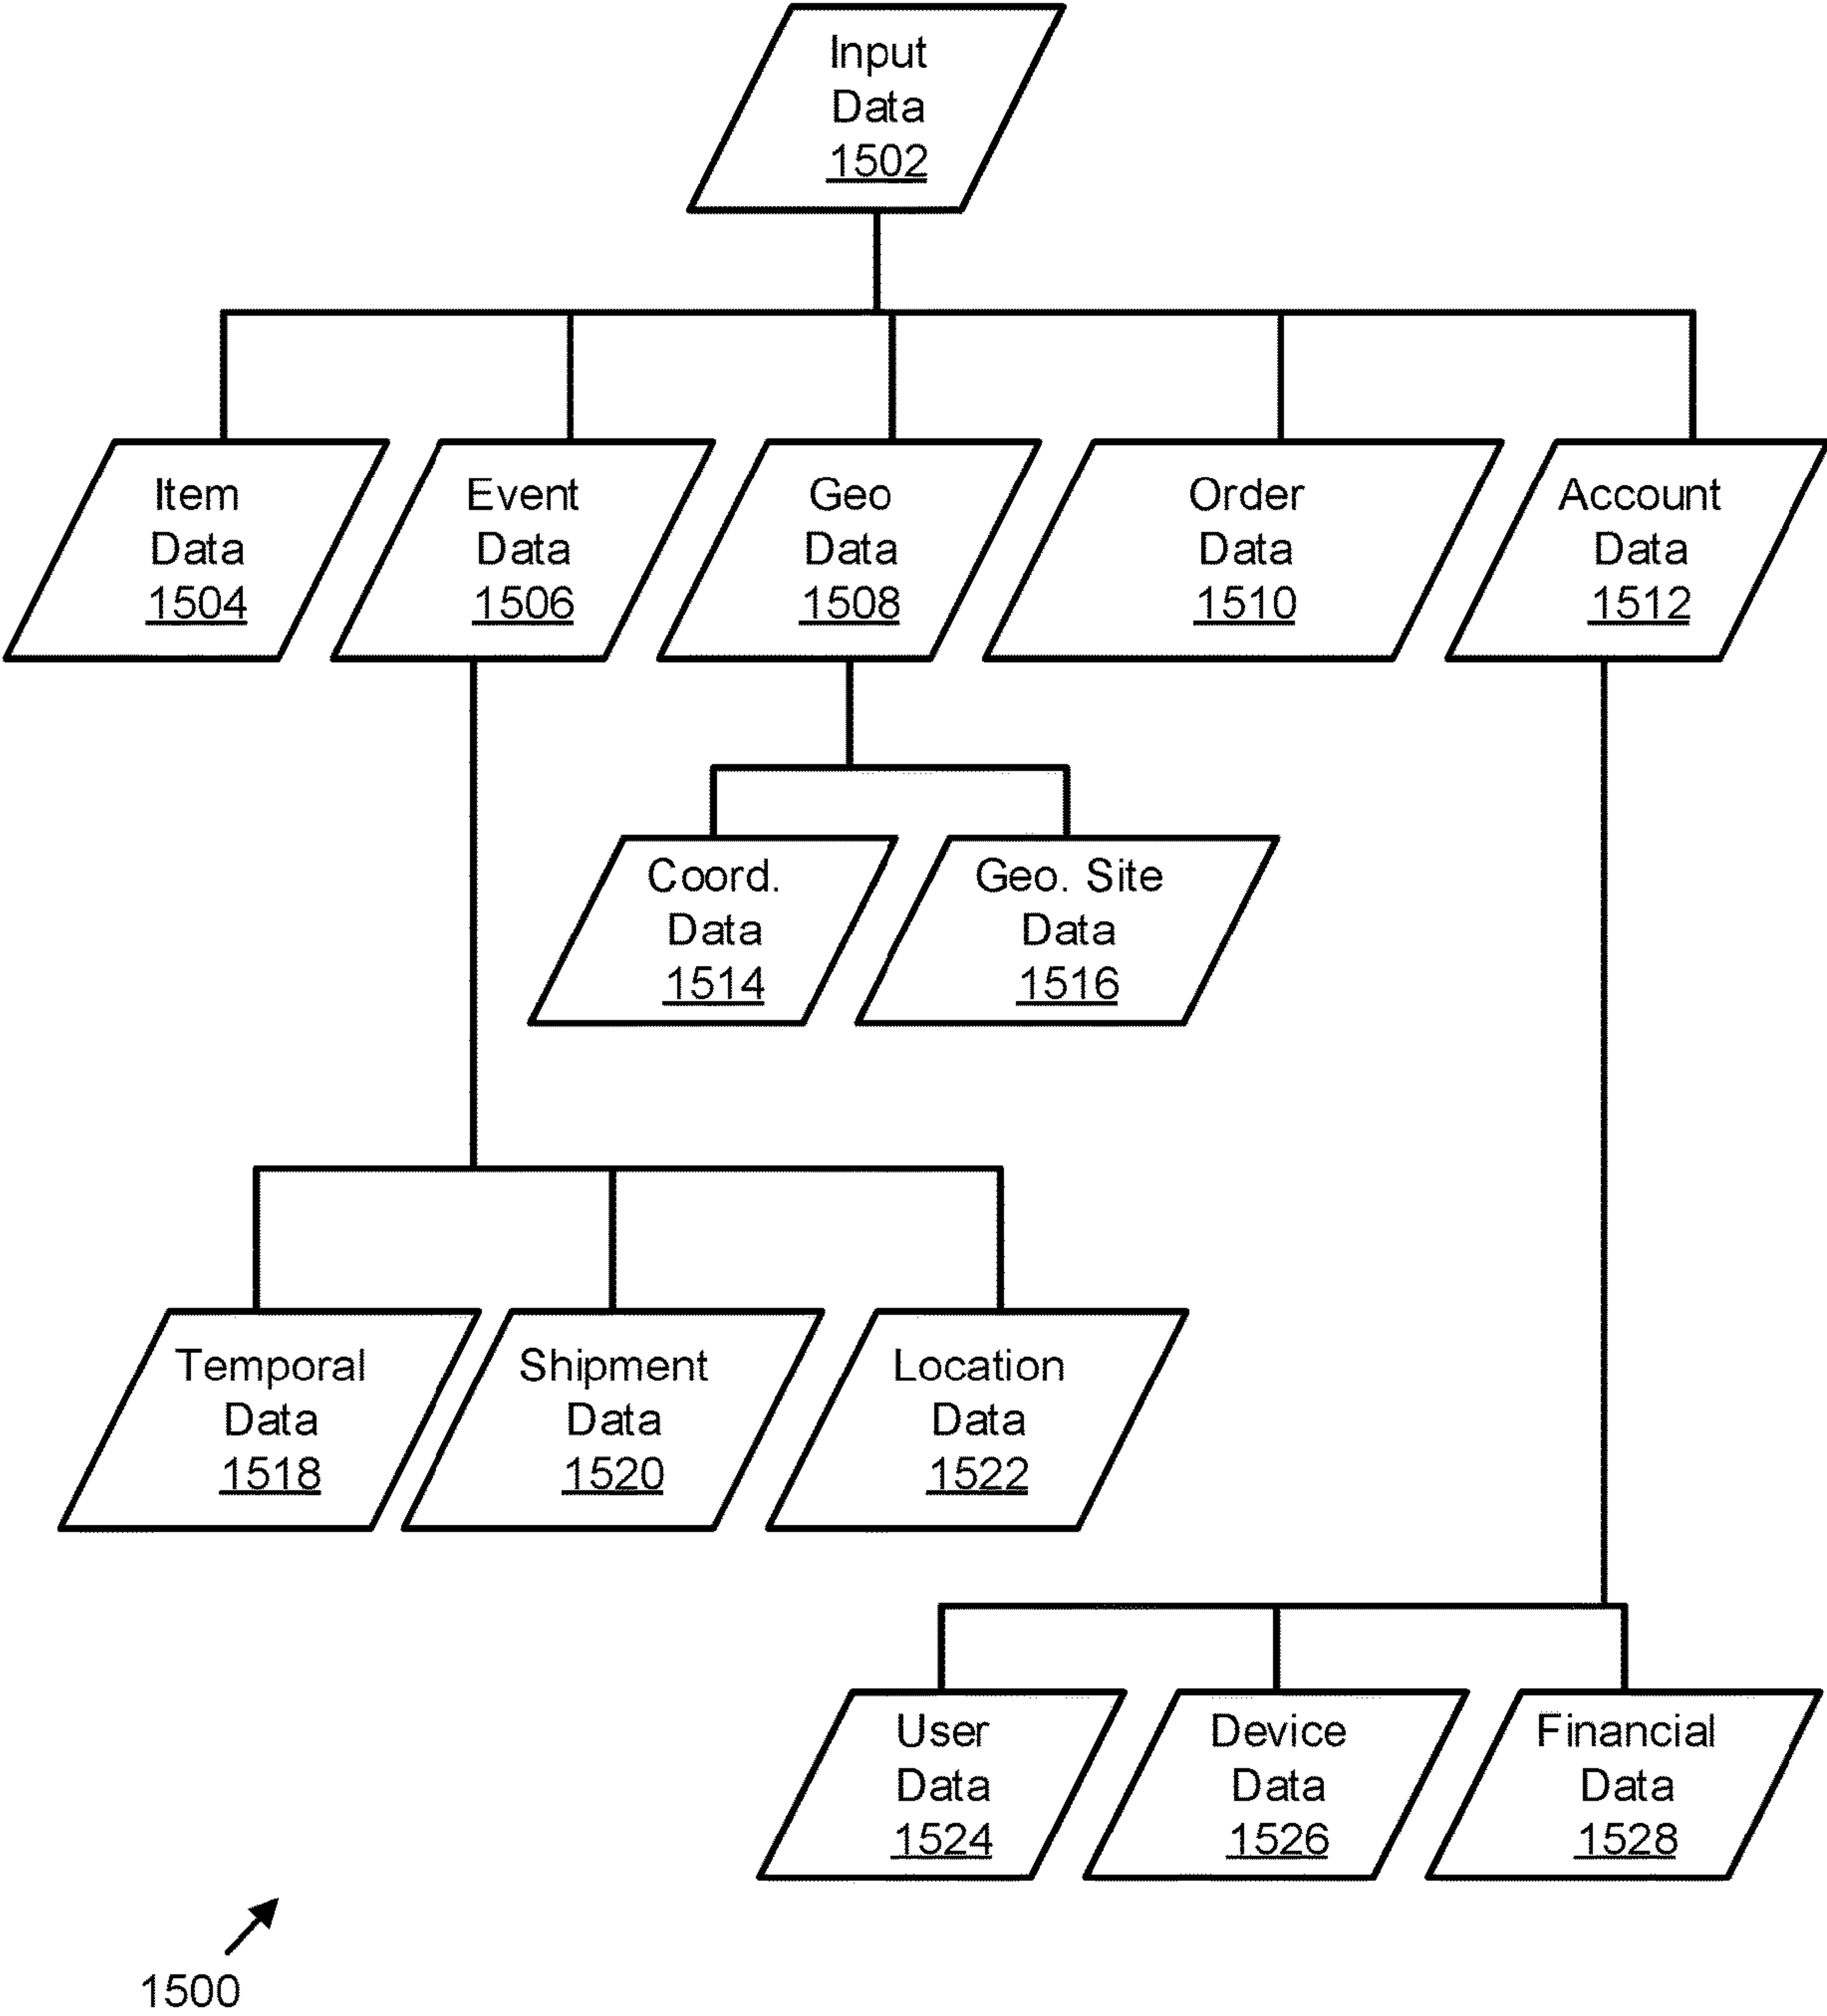 Input
Data
1502
Item
Data
1504
Event
Data
1506
Geo
Data
1508
Order
Data
1510
Account
Data
1512
Coord.
Data
1514
Geo. Site
Data
1516
Temporal
Data
1518
Shipment
Data
1520
Location
Data
1522
User
Data
1524
Device
Data
1526
Financial
Data
1528
1500